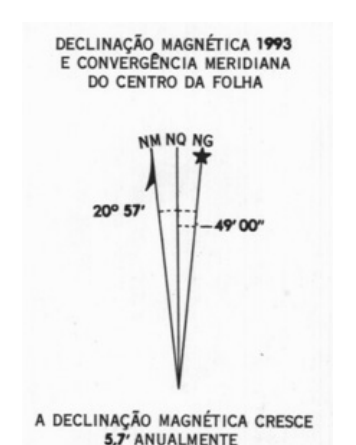 DECLINAÇÃO MAGNÉTICA 1993
E CONVERGÊNCIA MERIDIANA
DO CENTRO DA FOLHA
NM NQ NG
20º 57'
-49' 00"
A DECLINAÇÃO MAGNÉTICA CRESCE
5,7' ANUALMENTE